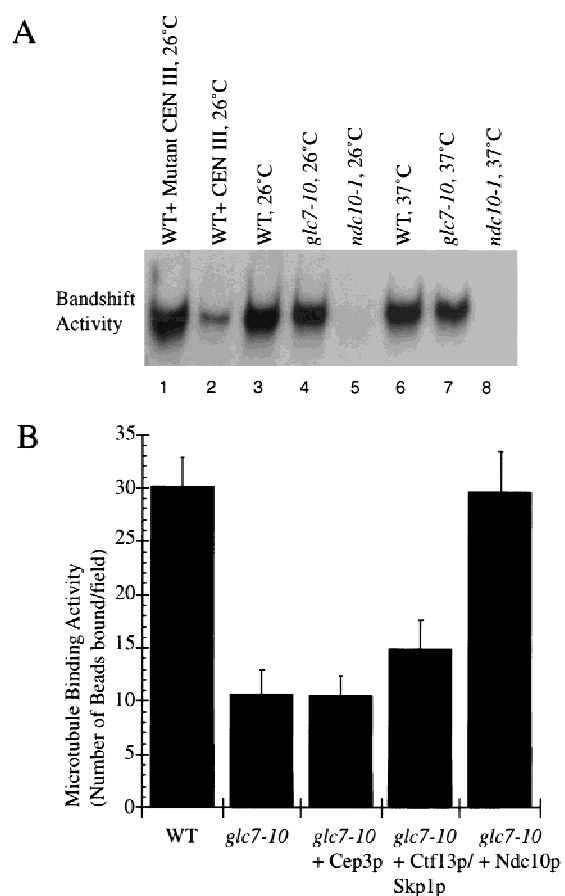 A
WT+ Mutant CEN III, 26°C
WT+ CEN III, 26°C
WT, 26°C
glc7-10, 26°C
ndc10-1, 26°C
WT, 37°C
glc7-10, 37°C
ndc10-1, 37°C
Bandshift
Activity
1 2 3 4 5 6 7 8
B
Microtubule Binding Activity
(Number of Beads bound/field)
35
30
25
20
15
10
5
0
WT glc7-10 glc7-10 glc7-10 glc7-10
+ Cep3p + Ctf13p/ + Ndc10p
Skp1p